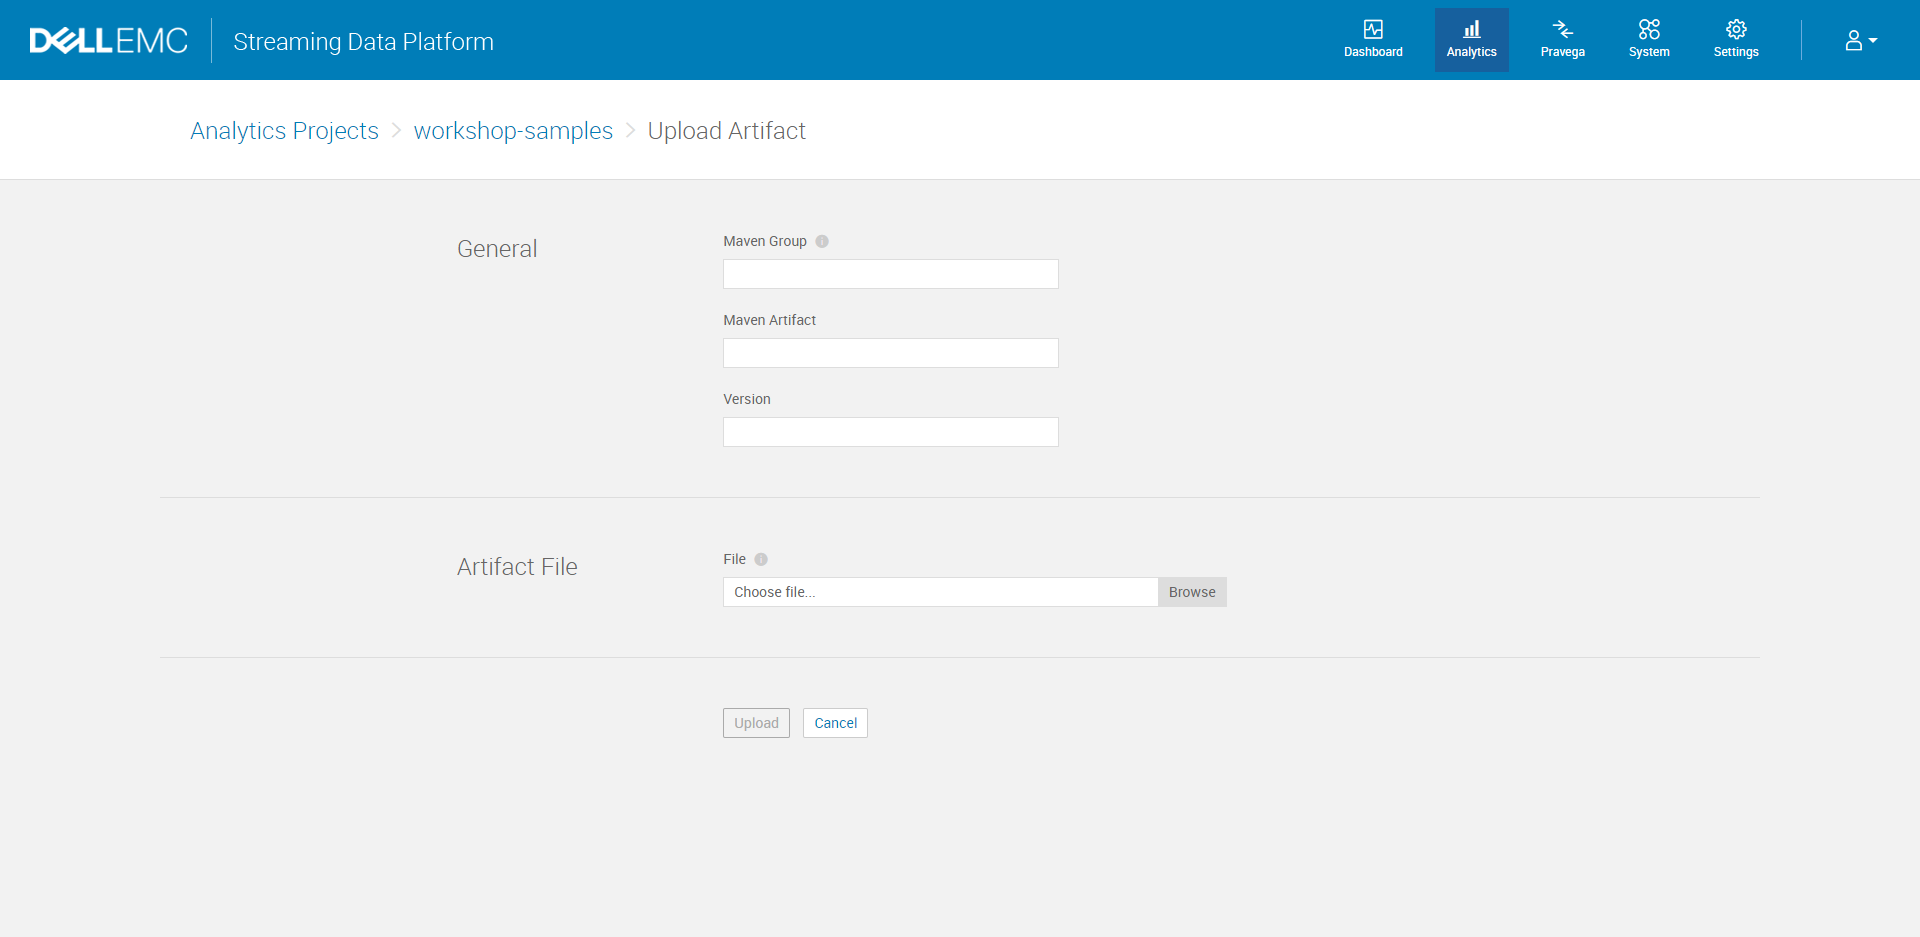 DELLEMC Streaming Data Platform
Dashboard Analytics Pravega System Settings
Analytics Projects > workshop-samples > Upload Artifact
General
Maven Group
Maven Artifact
Version
Artifact File
File
Choose file... Browse
Upload Cancel